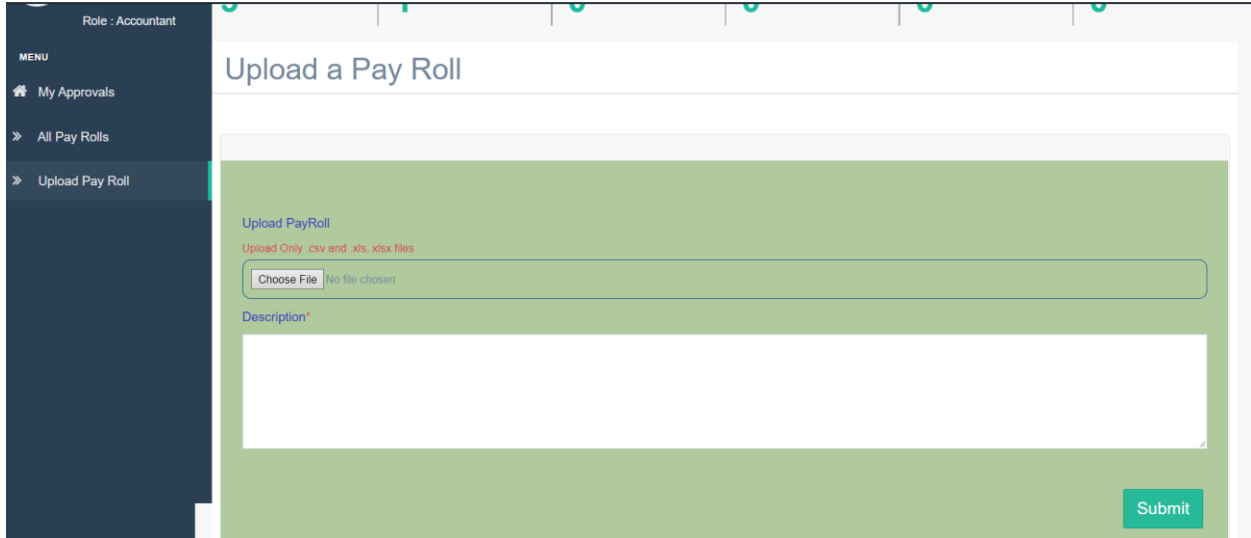 Role : Accountant
MENU
My Approvals
All Pay Rolls
Upload Pay Roll
Upload a Pay Roll
Upload PayRoll
Upload Only .csv and .xls, xlsx files
Choose File No file chosen
Description*
Submit